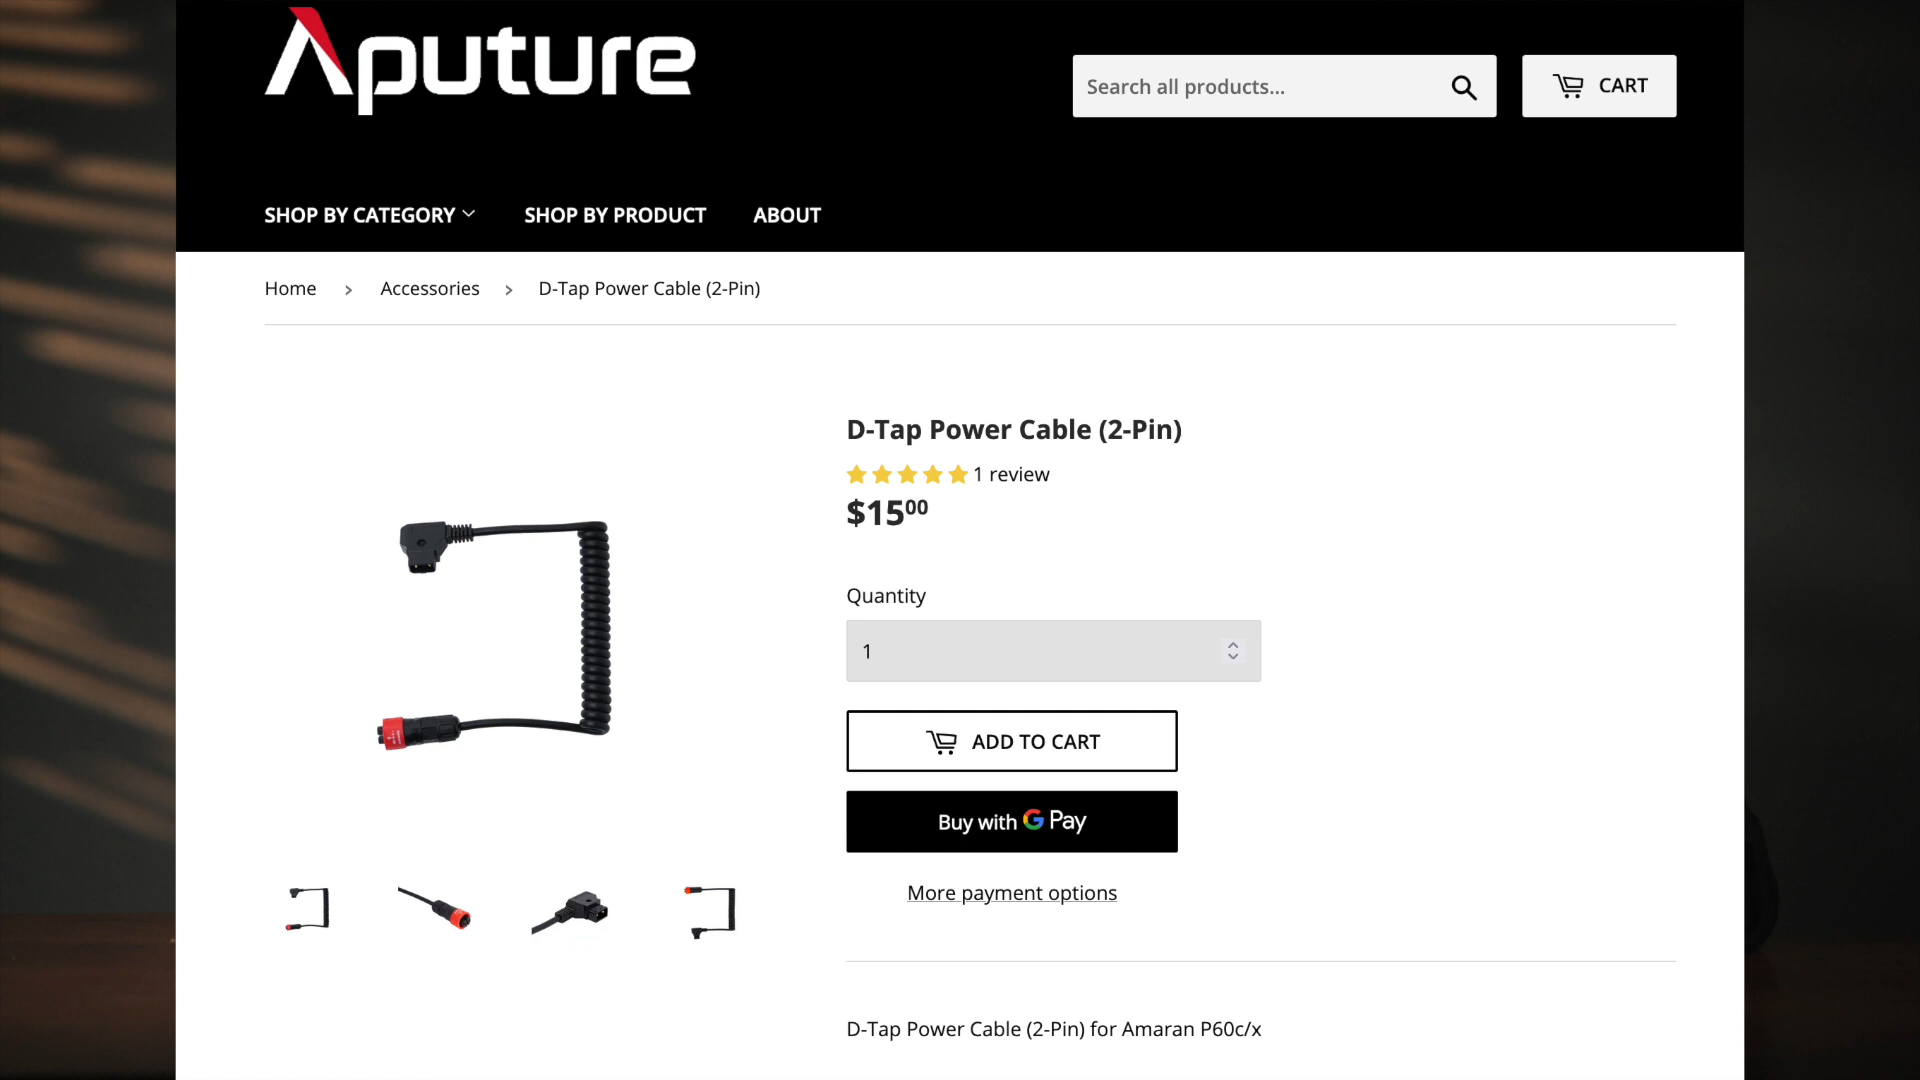 Aputure
Search all products...
CART
SHOP BY CATEGORY
SHOP BY PRODUCT
ABOUT
Home > Accessories > D-Tap Power Cable (2-Pin)
D-Tap Power Cable (2-Pin)
1 review
$1500
Quantity
1
ADD TO CART
Buy with G Pay
More payment options
D-Tap Power Cable (2-Pin) for Amaran P60c/x